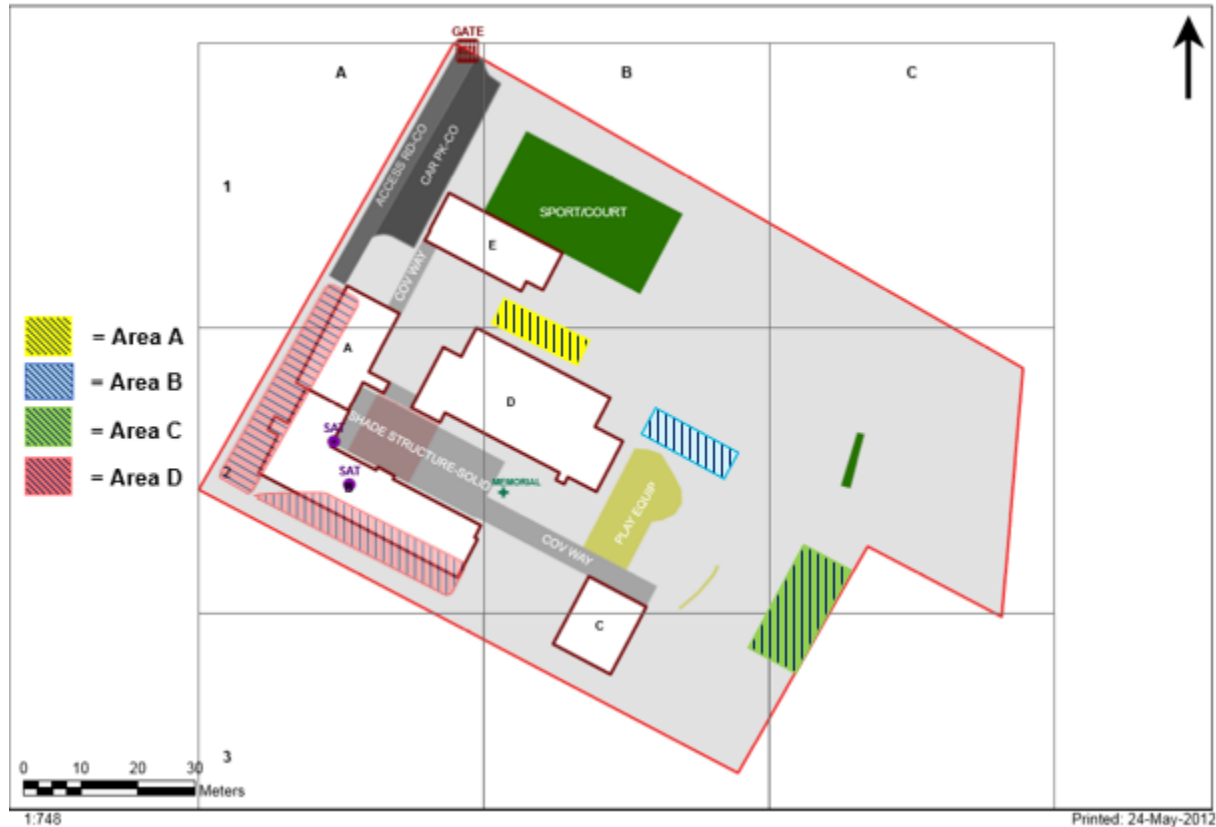 GATE
A
B
C
ACCESS RD-CO
CAR PK-CO
1
SPORT/COURT
E
COV WAY
= Area A
= Area B
= Area C
= Area D
A
D
SHADE STRUCTURE-SOLID
SAT
2
SAT
B
MEMORIAL
PLAY EQUIP
COV WAY
C
3
0 10 20 30
Meters
1:748
Printed: 24-May-2012